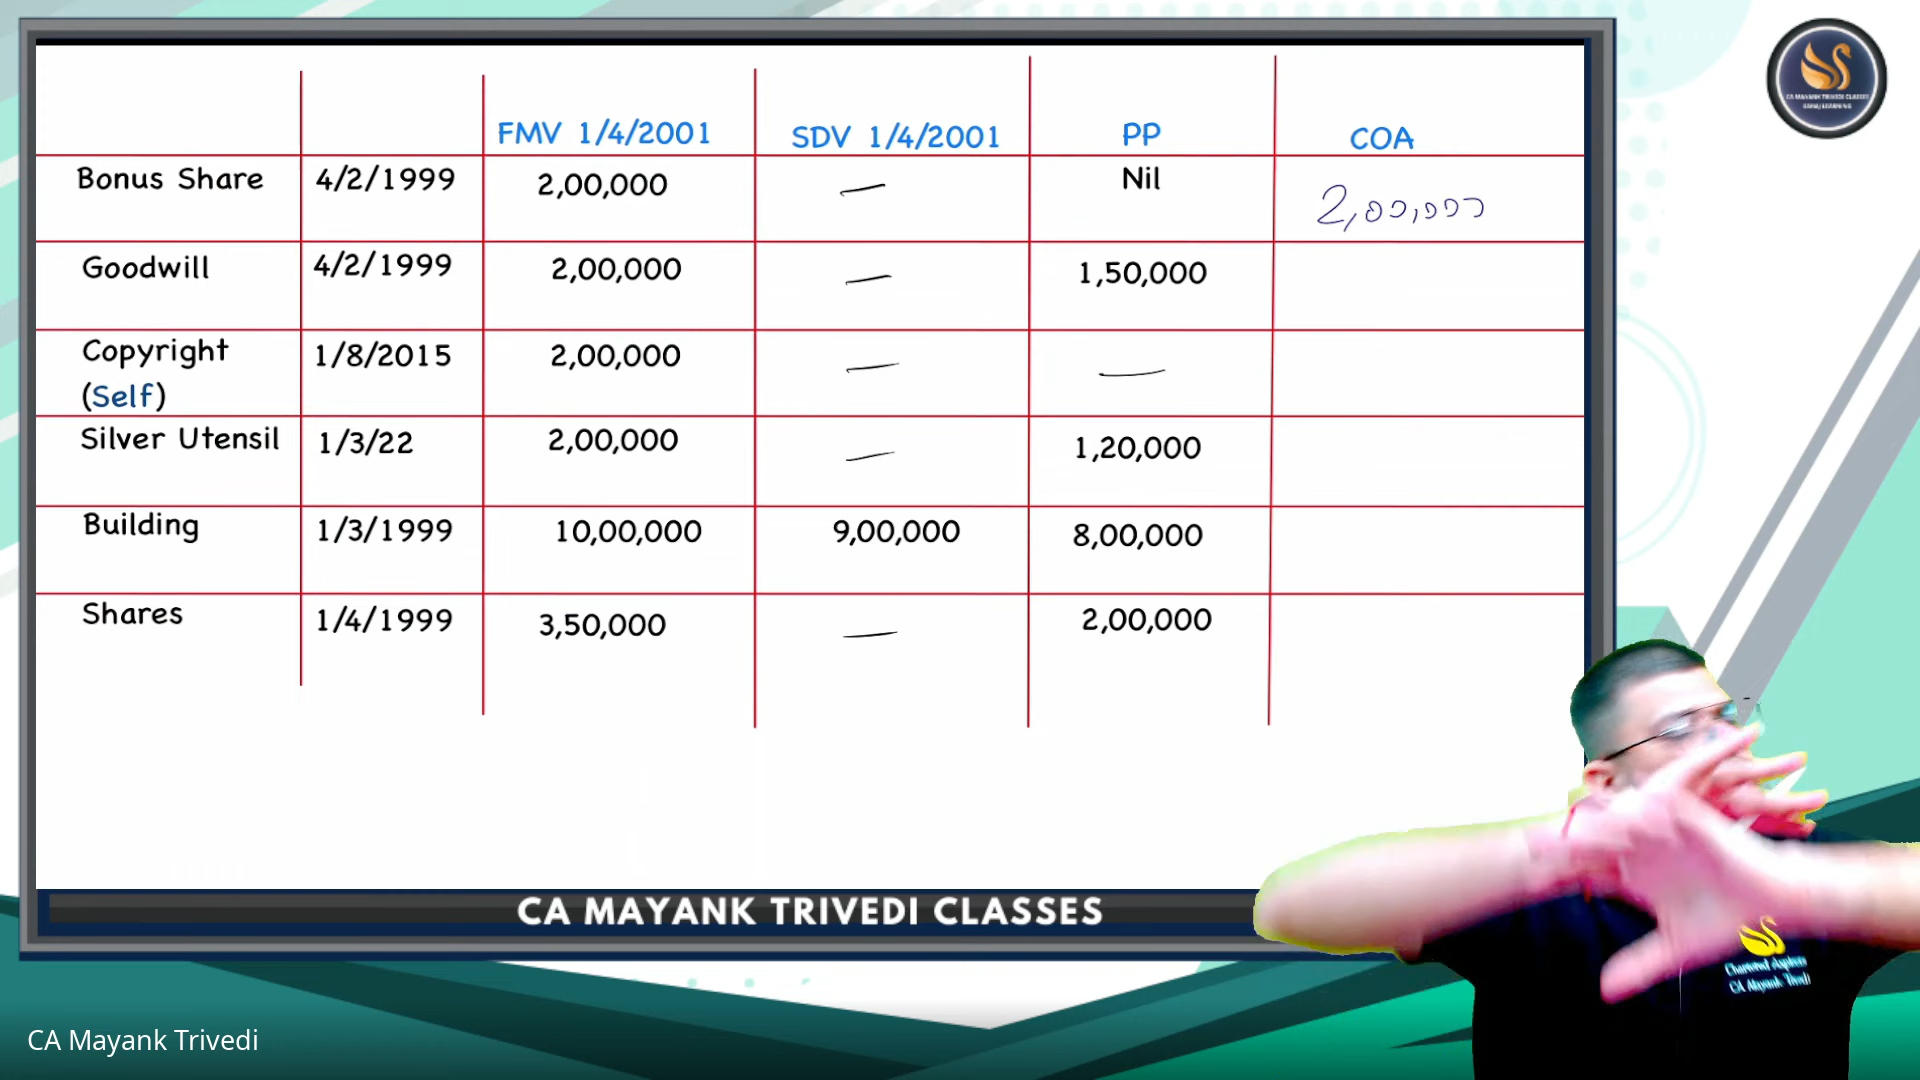 FMV 1/4/2001 SDV 1/4/2001 PP COA
Bonus Share 4/2/1999 2,00,000 — Nil 2,00,000
Goodwill 4/2/1999 2,00,000 — 1,50,000
Copyright 1/8/2015 2,00,000 — —
(Self)
Silver Utensil 1/3/22 2,00,000 — 1,20,000
Building 1/3/1999 10,00,000 9,00,000 8,00,000
Shares 1/4/1999 3,50,000 — 2,00,000
CA MAYANK TRIVEDI CLASSES
CA MAYANK TRIVEDI CLASSES
CA Mayank Trivedi